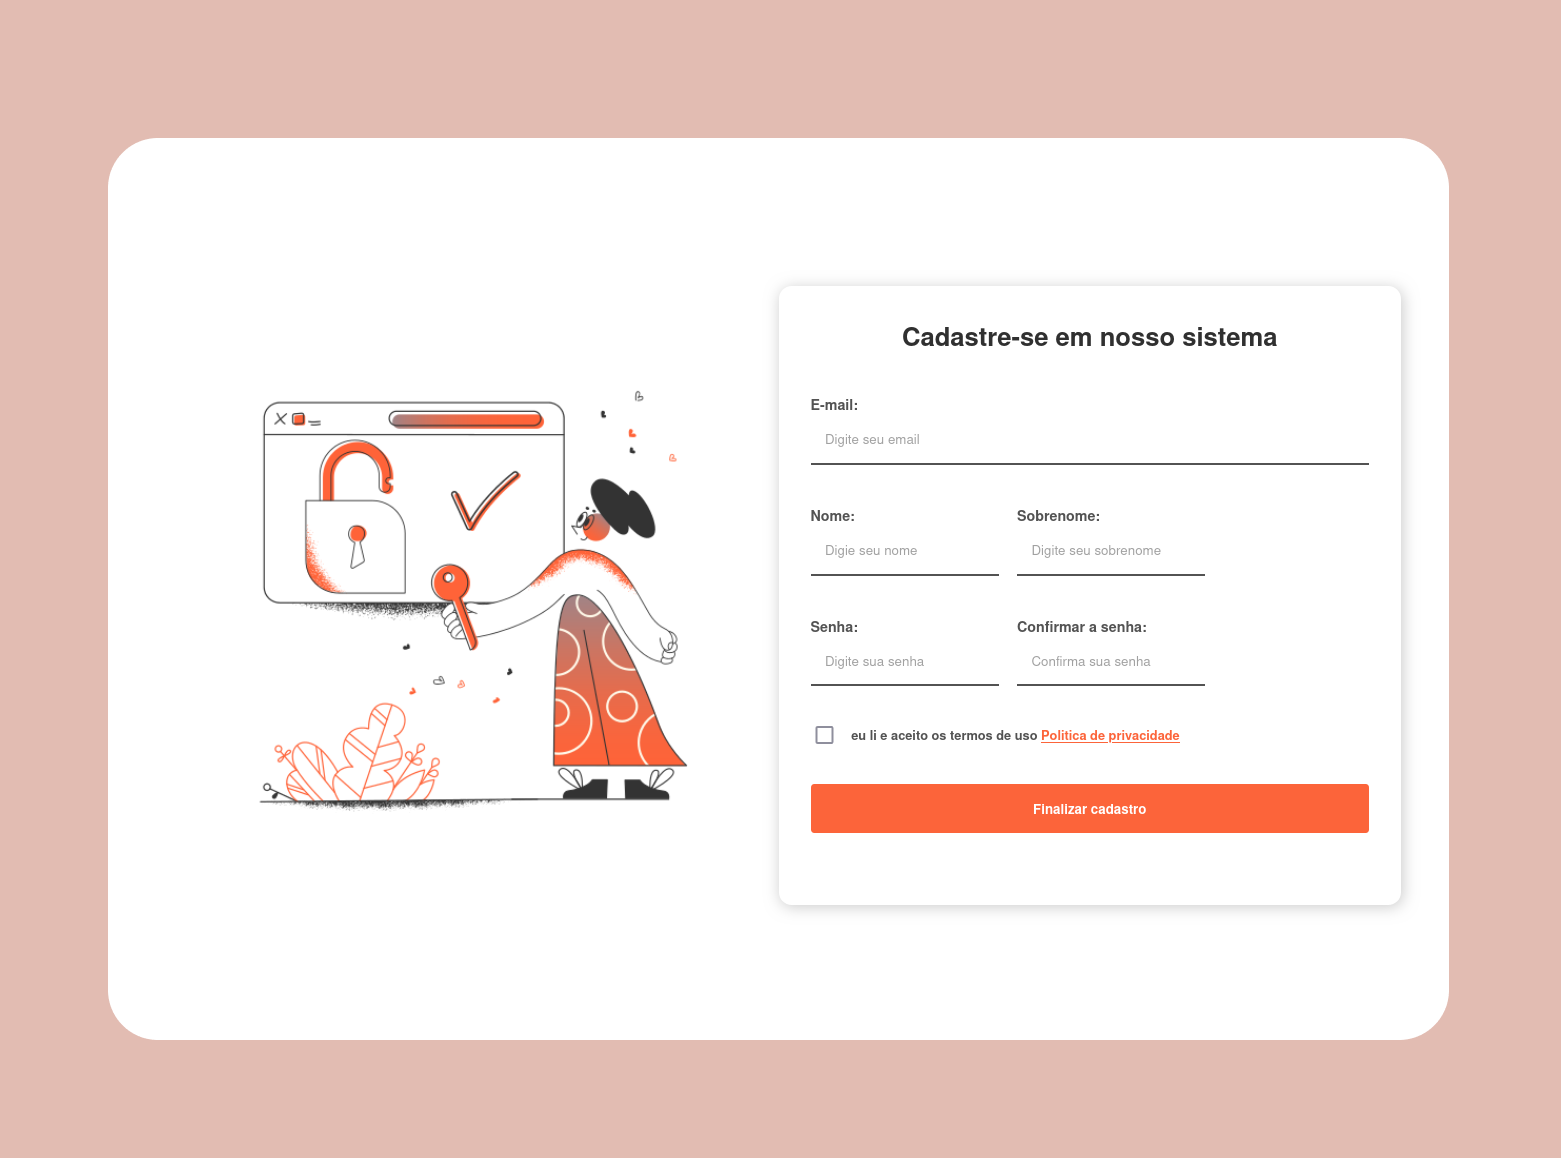 Cadastre-se em nosso sistema
E-mail:
Digite seu email
Nome: Sobrenome:
Digie seu nome Digite seu sobrenome
Senha: Confirmar a senha:
Digite sua senha Confirma sua senha
eu li e aceito os termos de uso Politica de privacidade
Finalizar cadastro